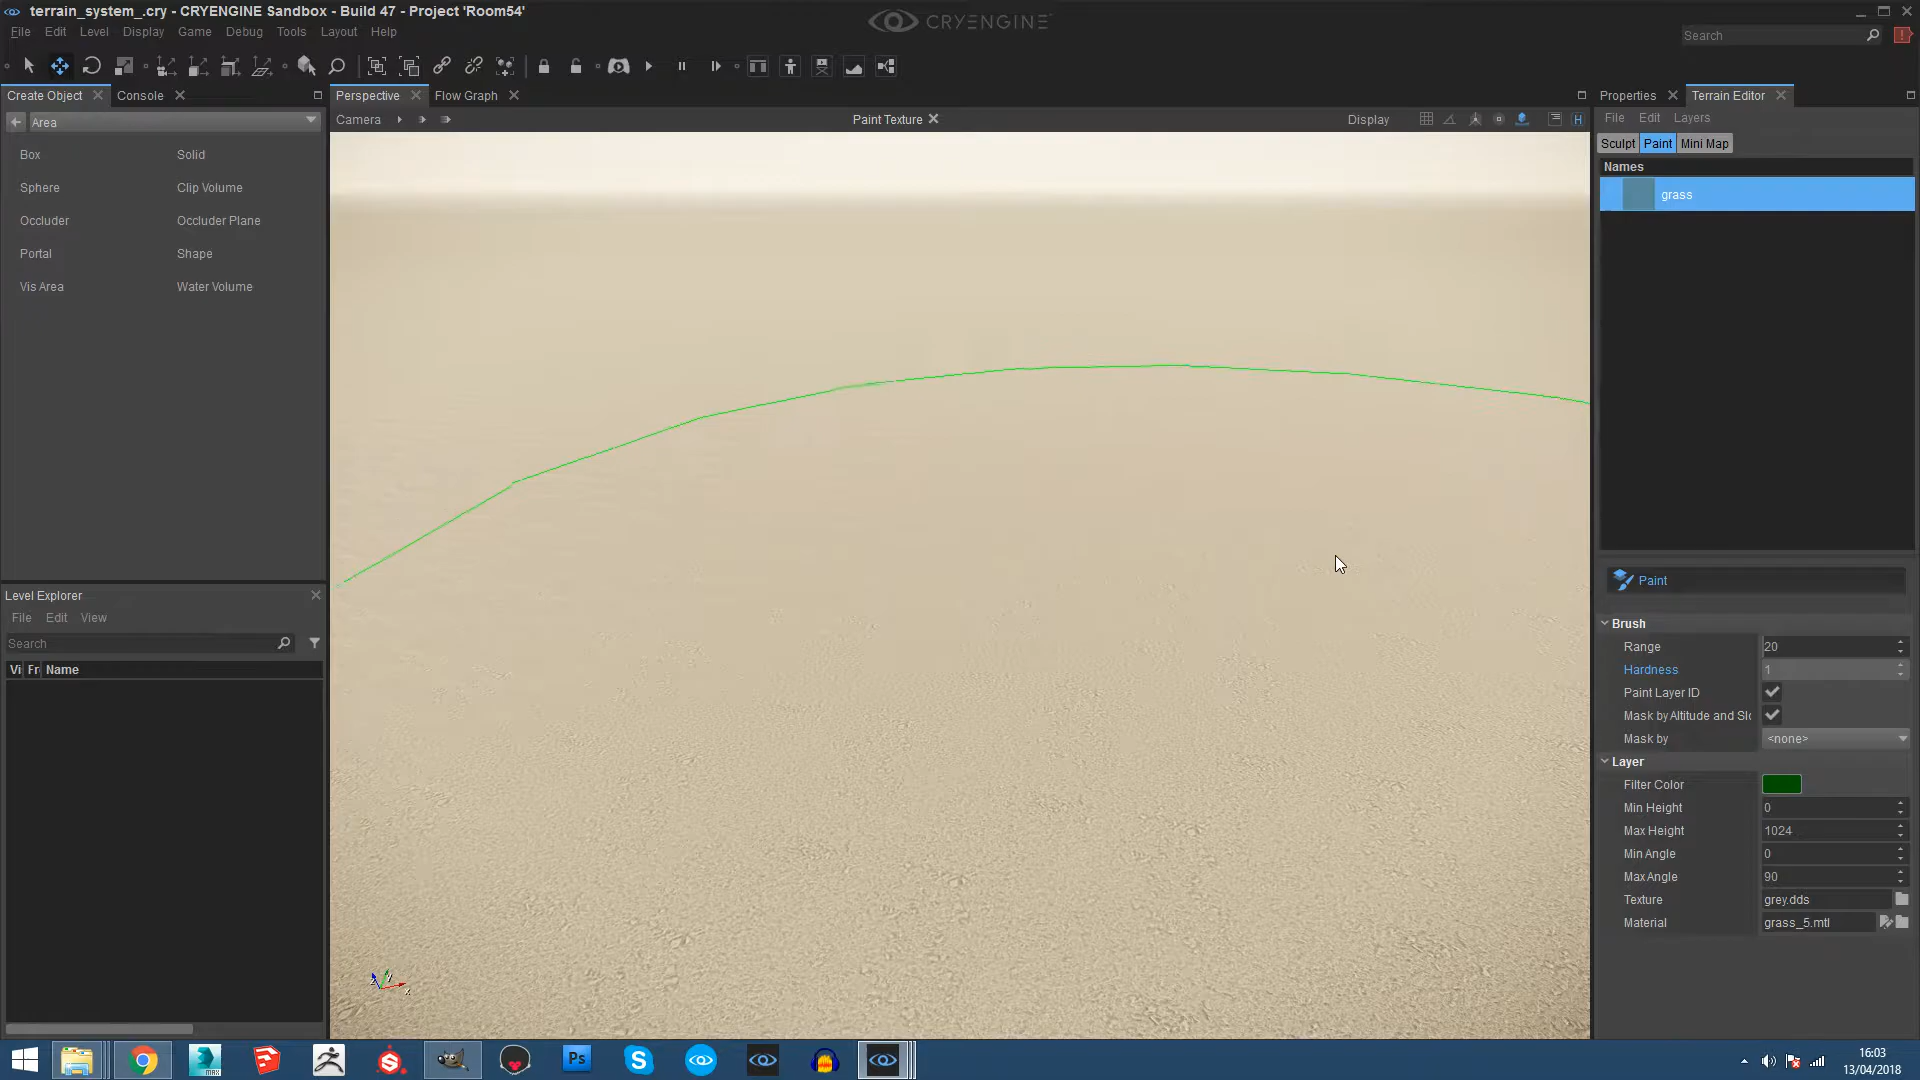 terrain_system_.cry - CRYENGINE Sandbox - Build 47 - Project 'Room54'
CRYENGINE
File Edit Level Display Game Debug Tools Layout Help
Search
Create Object Console
Perspective Flow Graph
Properties Terrain Editor
Area
Camera
Paint Texture
Display
File Edit Layers
Sculpt Paint Mini Map
Names
grass
Box Solid
Sphere Clip Volume
Occluder Occluder Plane
Portal Shape
Vis Area Water Volume
Level Explorer
File Edit View
Search
Vi Fr Name
Paint
Brush
Range 20
Hardness 1
Paint Layer ID
Mask by Altitude and Slo
Mask by <none>
Layer
Filter Color
Min Height 0
Max Height 1024
Min Angle 0
Max Angle 90
Texture grey.dds
Material grass_5.mtl
x
MAX
Ps
16:03
13/04/2018